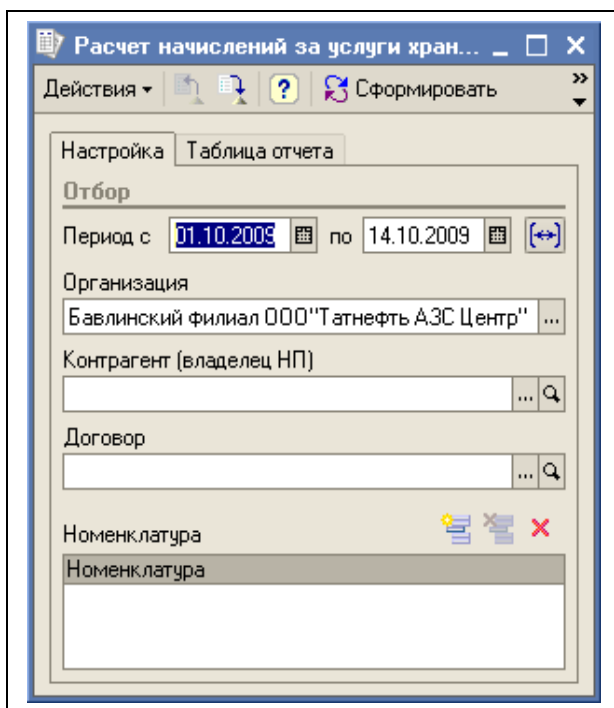 Расчет начислений за услуги хран...
Действия ? Сформировать »
Настройка Таблица отчета
Отбор
Период с 01.10.2009 по 14.10.2009
Организация
Бавлинский филиал ООО"Татнефть АЗС Центр" ...
Контрагент (владелец НП)
...
Договор
...
Номенклатура
Номенклатура